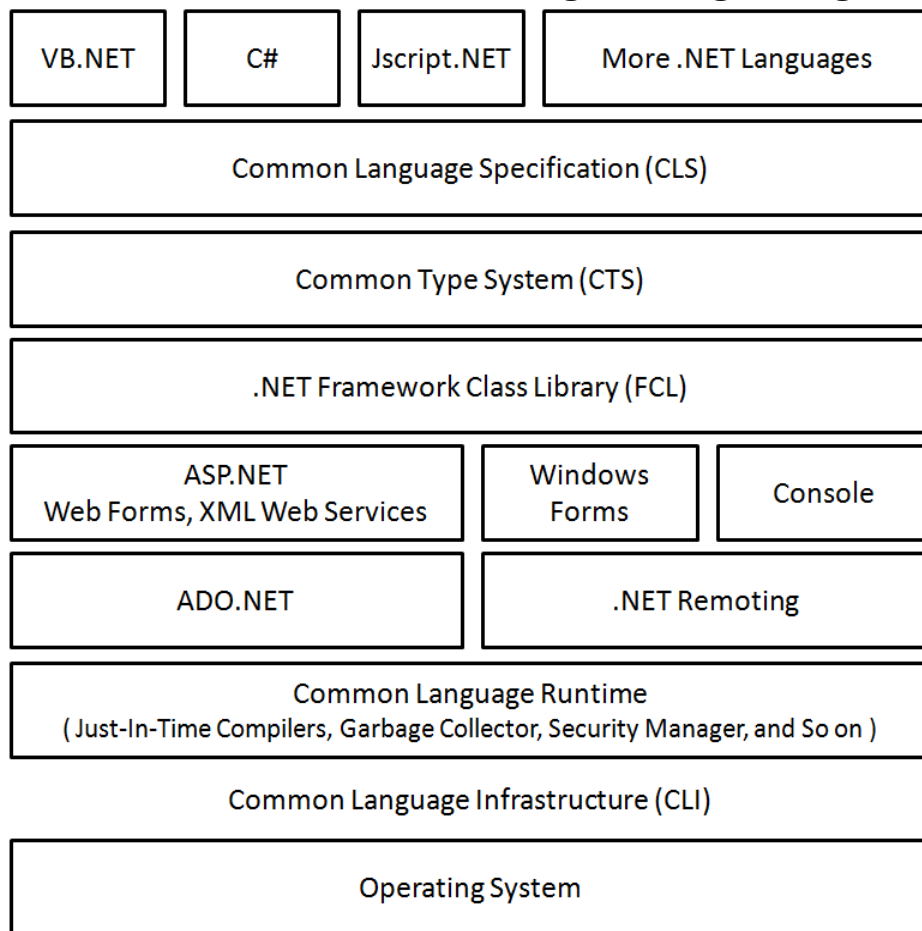 VB.NET
C#
Jscript.NET
More .NET Languages
Common Language Specification (CLS)
Common Type System (CTS)
.NET Framework Class Library (FCL)
ASP.NET
Web Forms, XML Web Services
Windows
Forms
Console
ADO.NET
.NET Remoting
Common Language Runtime
( Just-In-Time Compilers, Garbage Collector, Security Manager, and So on )
Common Language Infrastructure (CLI)
Operating System